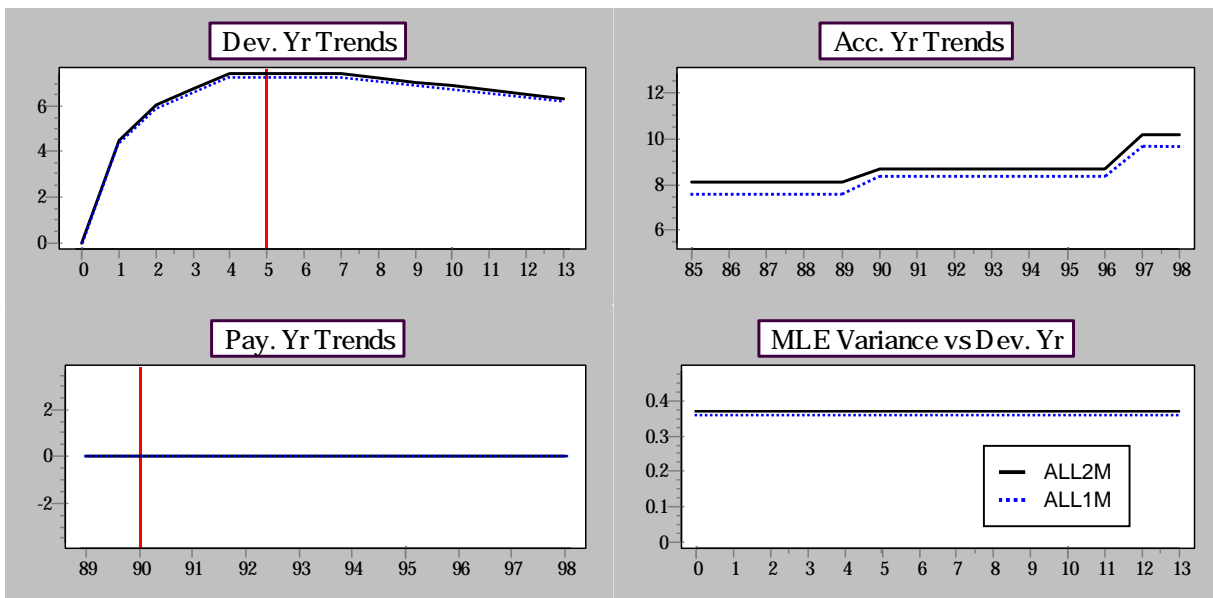 Dev. Yr Trends
6
4
2
0
0 1 2 3 4 5 6 7 8 9 10 11 12 13
Acc. Yr Trends
12
10
8
6
85 86 87 88 89 90 91 92 93 94 95 96 97 98
Pay. Yr Trends
2
0
-2
89 90 91 92 93 94 95 96 97 98
MLE Variance vs Dev. Yr
0.4
0.3
0.2
0.1
0
ALL2M
ALL1M
0 1 2 3 4 5 6 7 8 9 10 11 12 13